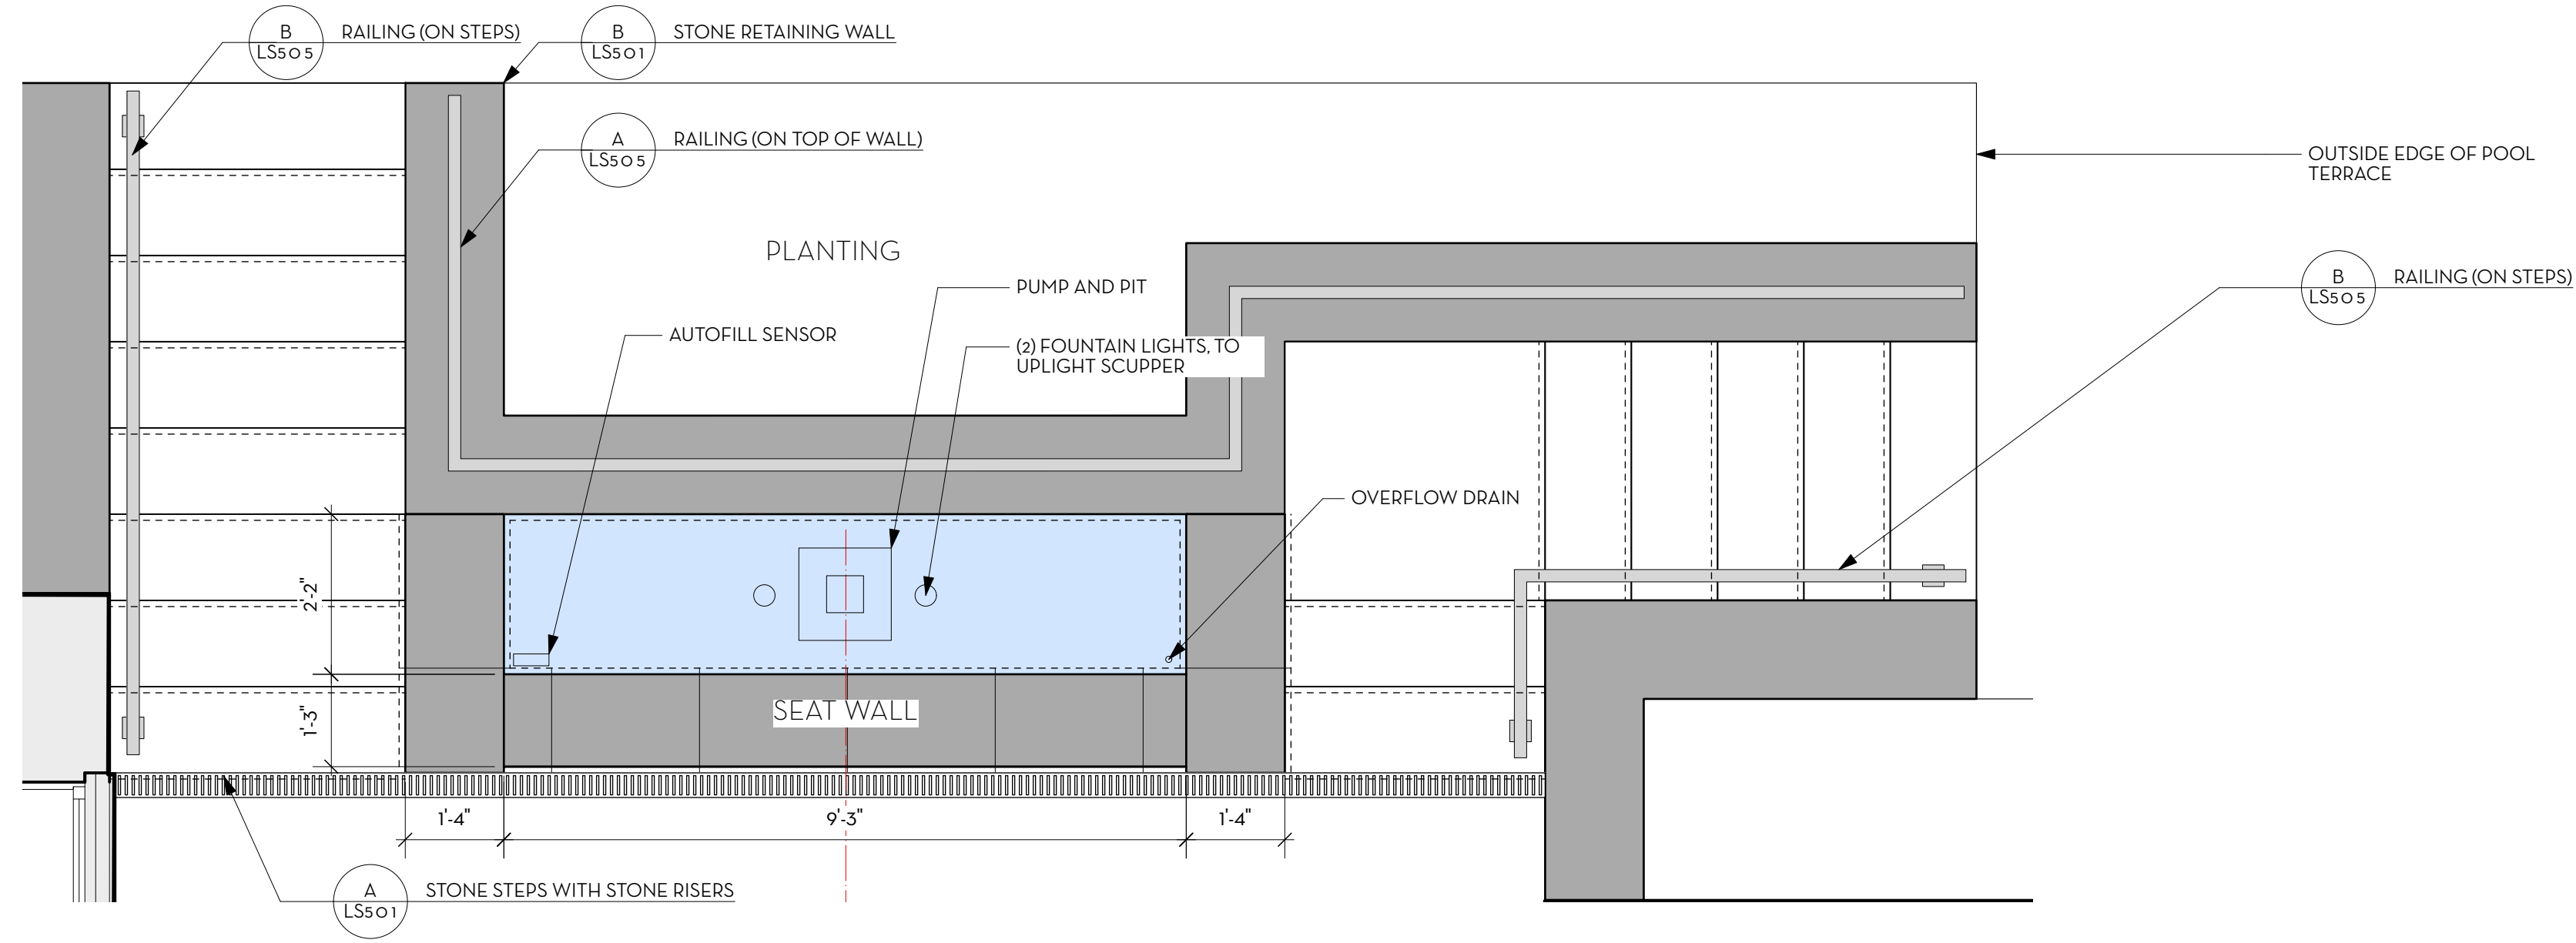 B
LS505
RAILING (ON STEPS)
B
LS501
STONE RETAINING WALL
A
LS505
RAILING (ON TOP OF WALL)
OUTSIDE EDGE OF POOL
TERRACE
PLANTING
PUMP AND PIT
B
LS505
RAILING (ON STEPS)
AUTOFILL SENSOR
(2) FOUNTAIN LIGHTS, TO
UPLIGHT SCUPPER
OVERFLOW DRAIN
2'-2"
1'-3"
SEAT WALL
1'-4"
9'-3"
1'-4"
A
LS501
STONE STEPS WITH STONE RISERS